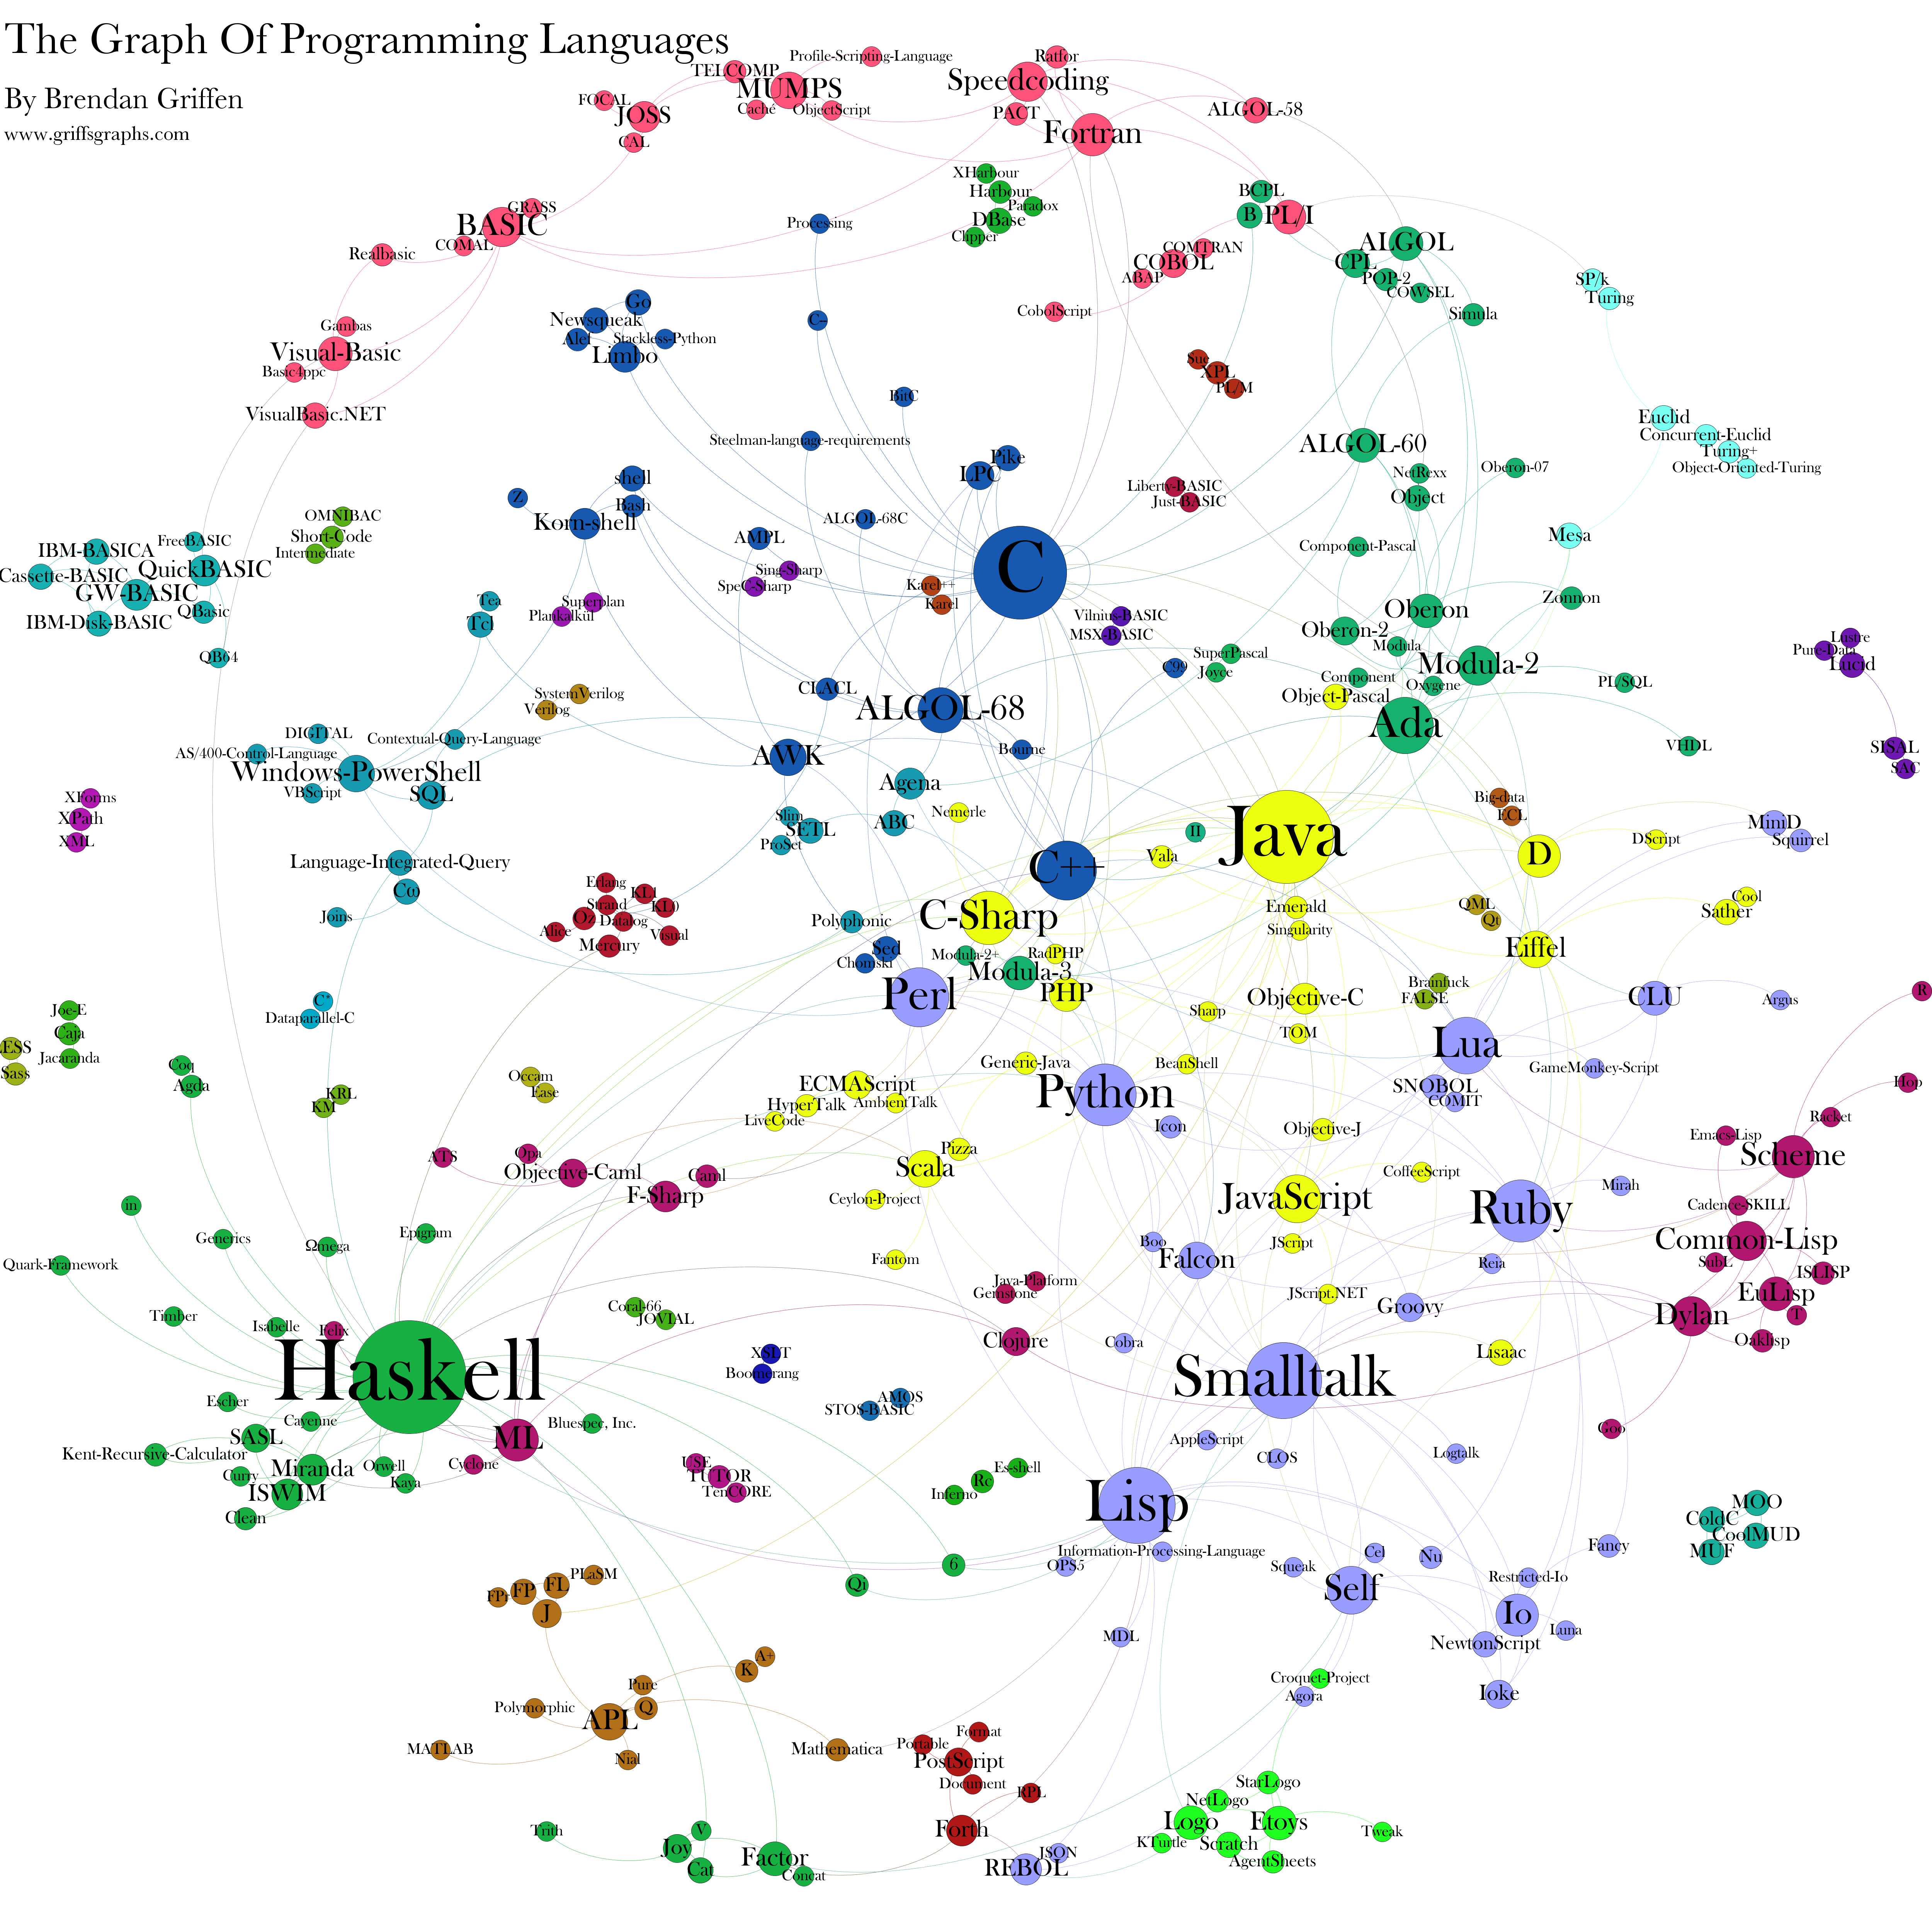 The Graph Of Programming Languages
By Brendan Griffen
www.griffsgraphs.com
Profile-Scripting-Language
Ratfor
TELCOMP
MUMPS
Speedcoding
FOCAL
JOSS
Caché
ObjectScript
PACT
ALGOL-58
Fortran
CAL
XHarbour
Harbour
BCPL
GRASS
Paradox
BASIC
Processing
DBase
B
PL/I
Clipper
COMAL
COMTRAN
ALGOL
Realbasic
COBOL
CPL
ABAP
POP-2
SP/k
COWSEL
Turing
Go
CobolScript
Simula
Newsqueak
C--
Gambas
Alef
Stackless-Python
Visual-Basic
Limbo
Sue
Basic4ppc
XPL
PL/M
BitC
VisualBasic.NET
Euclid
Concurrent-Euclid
Steelman-language-requirements
ALGOL-60
Turing+
Pike
Object-Oriented-Turing
LPC
NetRexx
Oberon-07
shell
Liberty-BASIC
Z
Object
Just-BASIC
Bash
OMNIBAC
ALGOL-68C
Korn-shell
Short-Code
AMPL
Mesa
FreeBASIC
Component-Pascal
IBM-BASICA
Intermediate
C
QuickBASIC
Sing-Sharp
Cassette-BASIC
SpeC-Sharp
Karel++
GW-BASIC
Tea
Superplan
Karel
Zonnon
QBasic
Plankalkül
Vilnius-BASIC
Oberon
IBM-Disk-BASIC
Tcl
MSX-BASIC
Oberon-2
Lustre
Modula
Pure-Data
QB64
SuperPascal
Lucid
C99
Joyce
Modula-2
Component
SystemVerilog
CLACL
Oxygene
PL/SQL
Verilog
ALGOL-68
Object-Pascal
Ada
DIGITAL
Contextual-Query-Language
Bourne
VHDL
SISAL
AS/400-Control-Language
AWK
SAC
Windows-PowerShell
Agena
VBScript
SQL
XForms
Big-data
XPath
Slim
Nemerle
ECL
SETL
ABC
MiniD
XML
ProSet
II
Java
DScript
Squirrel
Language-Integrated-Query
Vala
D
C++
Cω
Erlang
KL1
Cool
Strand
KL0
QML
Emerald
Sather
Joins
Oz
Datalog
Polyphonic
C-Sharp
Qt
Alice
Visual
Singularity
Mercury
Sed
Eiffel
Modula-2+
RadPHP
Chomski
Modula-3
Brainfuck
R
C*
Perl
PHP
Objective-C
FALSE
CLU
Argus
Joe-E
Dataparallel-C
Sharp
Caja
TOM
Lua
LESS
Jacaranda
Generic-Java
BeanShell
GameMonkey-Script
Coq
Sass
Occam
ECMAScript
SNOBOL
Hop
Agda
KRL
Ease
HyperTalk
AmbientTalk
Python
COMIT
KM
LiveCode
Racket
Icon
Objective-J
Emacs-Lisp
Opa
Pizza
Scheme
ATS
Objective-Caml
Caml
Scala
CoffeeScript
F-Sharp
Mirah
in
Ceylon-Project
JavaScript
Cadence-SKILL
Ruby
Epigram
Generics
Ωmega
Boo
JScript
Common-Lisp
Quark-Framework
Fantom
Falcon
Reia
SubL
ISLISP
Java-Platform
Gemstone
JScript.NET
EuLisp
Coral-66
Groovy
Timber
JOVIAL
Dylan
T
Isabelle
Felix
Clojure
Cobra
Oaklisp
XSLT
Lisaac
Haskell
Boomerang
Smalltalk
Escher
AMOS
STOS-BASIC
Cayenne
Bluespec, Inc.
Goo
SASL
ML
AppleScript
Logtalk
Kent-Recursive-Calculator
Orwell
Cyclone
USE
CLOS
Miranda
Es-shell
Curry
TUTOR
Rc
Kaya
ISWIM
TenCORE
Inferno
Lisp
MOO
Clean
ColdC
CoolMUD
Information-Processing-Language
Cel
Fancy
MUF
6
OPS5
Nu
Squeak
PLaSM
Qi
Restricted-Io
FL
FP
Self
FPr
J
Io
Luna
MDL
NewtonScript
A+
K
Croquet-Project
Pure
Ioke
Agora
Polymorphic
Q
APL
Format
Portable
MATLAB
Mathematica
Nial
PostScript
Document
StarLogo
RPL
NetLogo
Trith
V
Forth
Logo
Etoys
Tweak
KTurtle
Scratch
Joy
Factor
JSON
AgentSheets
Cat
REBOL
Concat